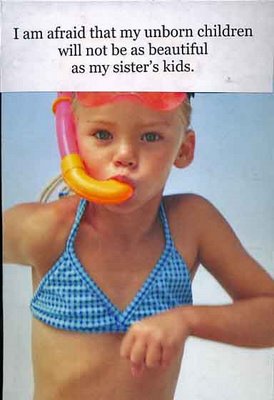 I am afraid that my unborn children
will not be as beautiful
as my sister's kids.